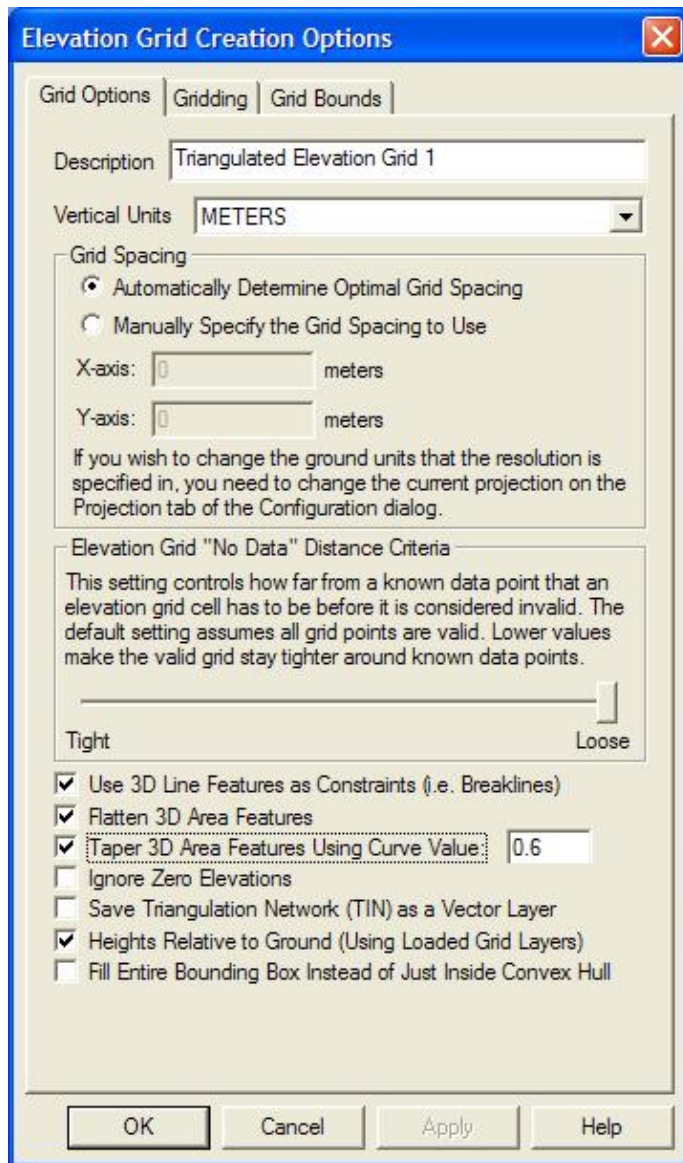 Elevation Grid Creation Options
Grid Options Gridding Grid Bounds
Description Triangulated Elevation Grid 1
Vertical Units METERS
Grid Spacing
Automatically Determine Optimal Grid Spacing
Manually Specify the Grid Spacing to Use
X-axis: 0 meters
Y-axis: 0 meters
If you wish to change the ground units that the resolution is
specified in, you need to change the current projection on the
Projection tab of the Configuration dialog.
Elevation Grid "No Data" Distance Criteria
This setting controls how far from a known data point that an
elevation grid cell has to be before it is considered invalid. The
default setting assumes all grid points are valid. Lower values
make the valid grid stay tighter around known data points.
Tight Loose
Use 3D Line Features as Constraints (i.e. Breaklines)
Flatten 3D Area Features
Taper 3D Area Features Using Curve Value: 0.6
Ignore Zero Elevations
Save Triangulation Network (TIN) as a Vector Layer
Heights Relative to Ground (Using Loaded Grid Layers)
Fill Entire Bounding Box Instead of Just Inside Convex Hull
OK Cancel Apply Help